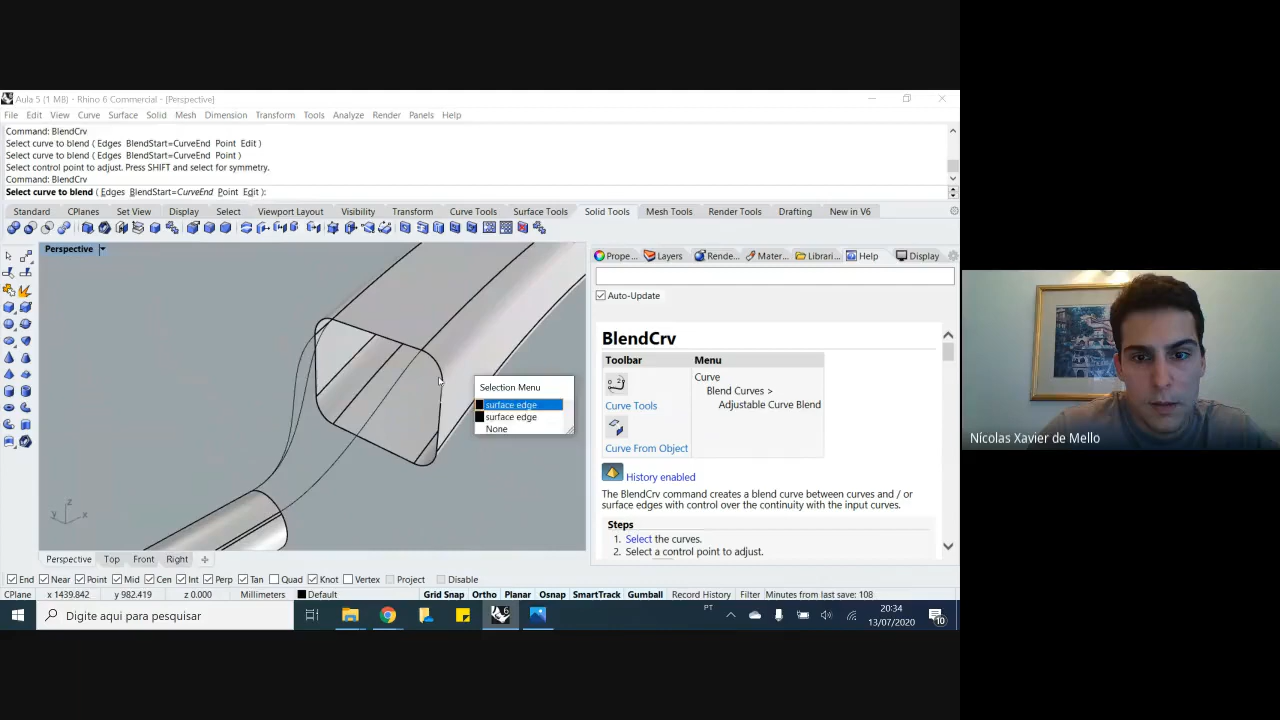 Aula 5 (1 MB) - Rhino 6 Commercial - [Perspective]
File Edit View Curve Surface Solid Mesh Dimension Transform Tools Analyze Render Panels Help
Command: BlendCrv
Select curve to blend ( Edges BlendStart=CurveEnd Point Edit )
Select curve to blend ( Edges BlendStart=CurveEnd Point )
Select control point to adjust. Press SHIFT and select for symmetry.
Command: BlendCrv
Select curve to blend ( Edges BlendStart=CurveEnd Point Edit ):
Standard CPlanes Set View Display Select Viewport Layout Visibility Transform Curve Tools Surface Tools Solid Tools Mesh Tools Render Tools Drafting New in V6
Perspective
Prope... Layers Rende... Mater... Librari... Help Display
Auto-Update
BlendCrv
Toolbar Menu
Curve
Blend Curves >
Curve Tools
Adjustable Curve Blend
Curve From Object
History enabled
The BlendCrv command creates a blend curve between curves and / or
surface edges with control over the continuity with the input curves.
Steps
1. Select the curves.
2. Select a control point to adjust.
Selection Menu
surface edge
surface edge
None
z
y
x
Perspective Top Front Right
End Near Point Mid Cen Int Perp Tan Quad Knot Vertex Project Disable
CPlane x 1439.842 y 982.419 z 0.000 Millimeters Default Grid Snap Ortho Planar Osnap SmartTrack Gumball Record History Filter Minutes from last save: 108
Digite aqui para pesquisar
PT
20:34
13/07/2020
10
Nícolas Xavier de Mello